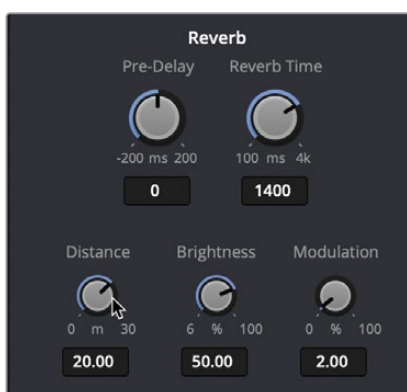 Reverb
Pre-Delay Reverb Time
-200 ms 200 100 ms 4k
0 1400
Distance Brightness Modulation
0 m 30 6 % 100 0 % 100
20.00 50.00 2.00